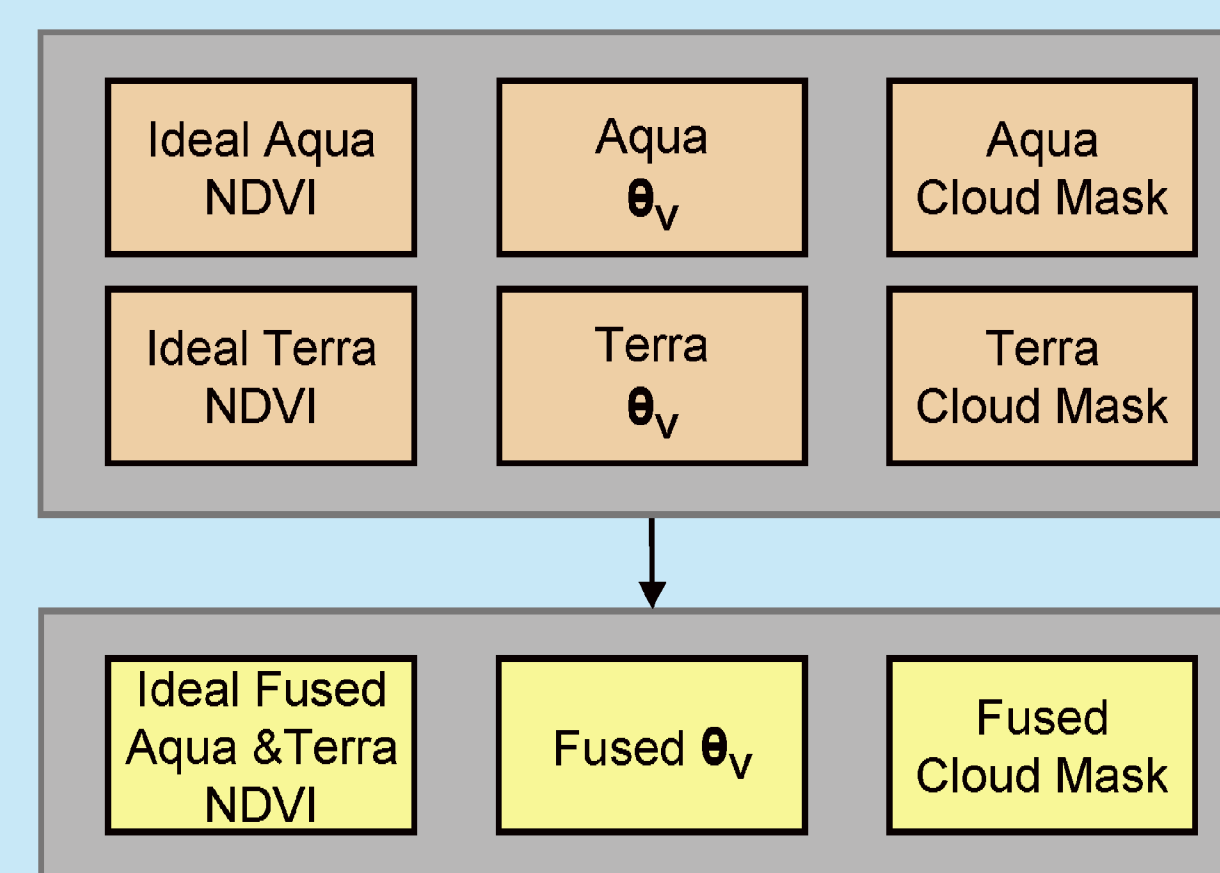 Ideal Aqua
NDVI
Aqua
θv
Aqua
Cloud Mask
Ideal Terra
NDVI
Terra
θv
Terra
Cloud Mask
Ideal Fused
Aqua &Terra
NDVI
Fused θv
Fused
Cloud Mask